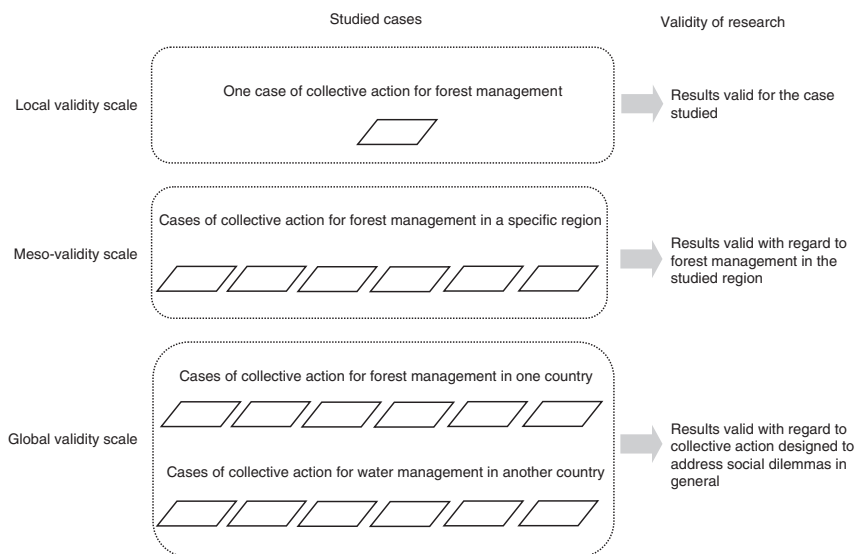 Studied cases
Validity of research
Local validity scale
One case of collective action for forest management
Results valid for the case
studied
Meso-validity scale
Cases of collective action for forest management in a specific region
Results valid with regard to
forest management in the
studied region
Global validity scale
Cases of collective action for forest management in one country
Cases of collective action for water management in another country
Results valid with regard to
collective action designed to
address social dilemmas in
general